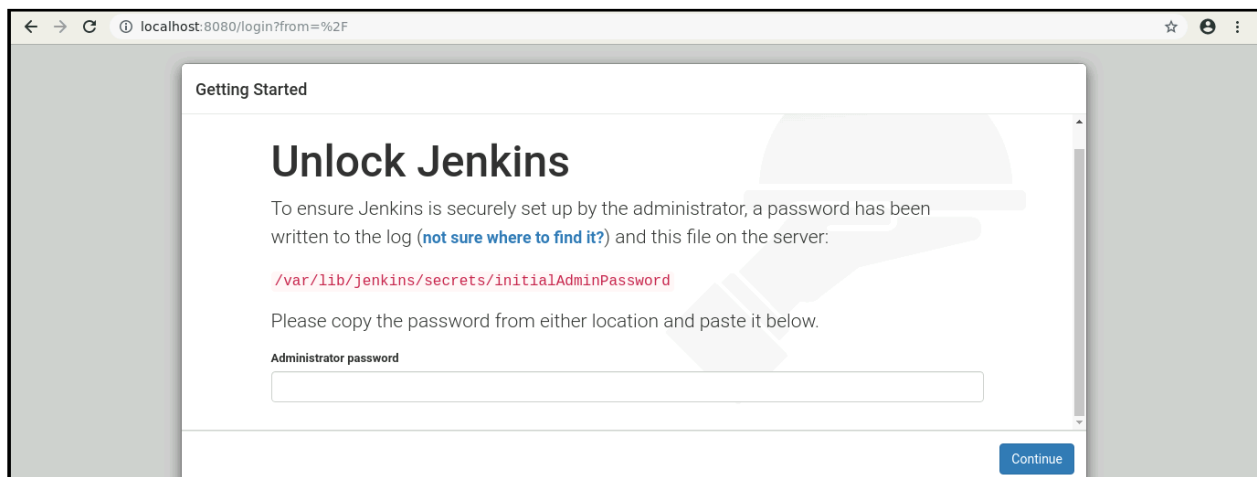 localhost:8080/login?from=%2F
Getting Started
Unlock Jenkins
To ensure Jenkins is securely set up by the administrator, a password has been
written to the log (not sure where to find it?) and this file on the server:
/var/lib/jenkins/secrets/initialAdminPassword
Please copy the password from either location and paste it below.
Administrator password
Continue